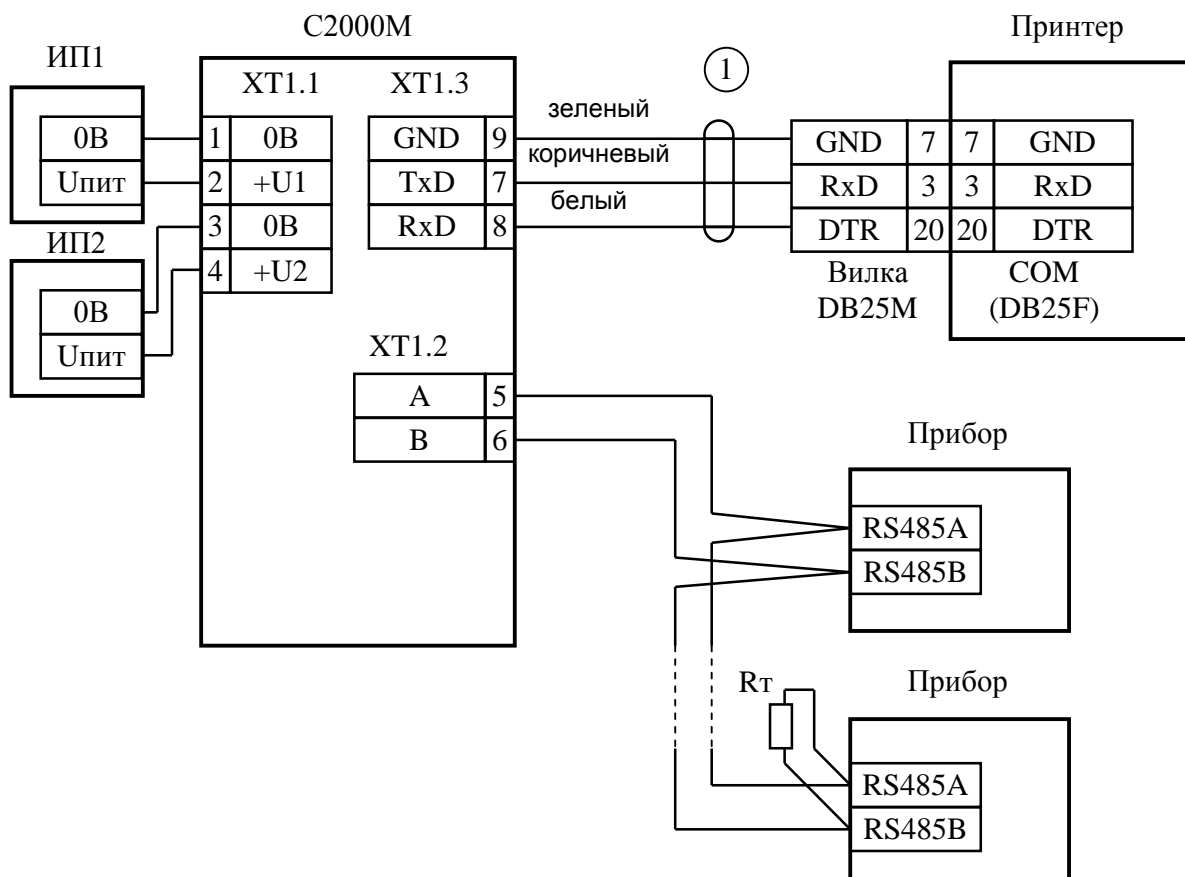 С2000М
Принтер
ИП1
0В
Uпит
ИП2
0В
Uпит
XT1.1
1 0В
2 +U1
3 0В
4 +U2
XT1.3
GND 9
TxD 7
RxD 8
XT1.2
A 5
B 6
1
зеленый
коричневый
белый
GND 7 7 GND
RxD 3 3 RxD
DTR 20 20 DTR
Вилка
DB25M
COM
(DB25F)
Прибор
RS485A
RS485B
Rт
Прибор
RS485A
RS485B